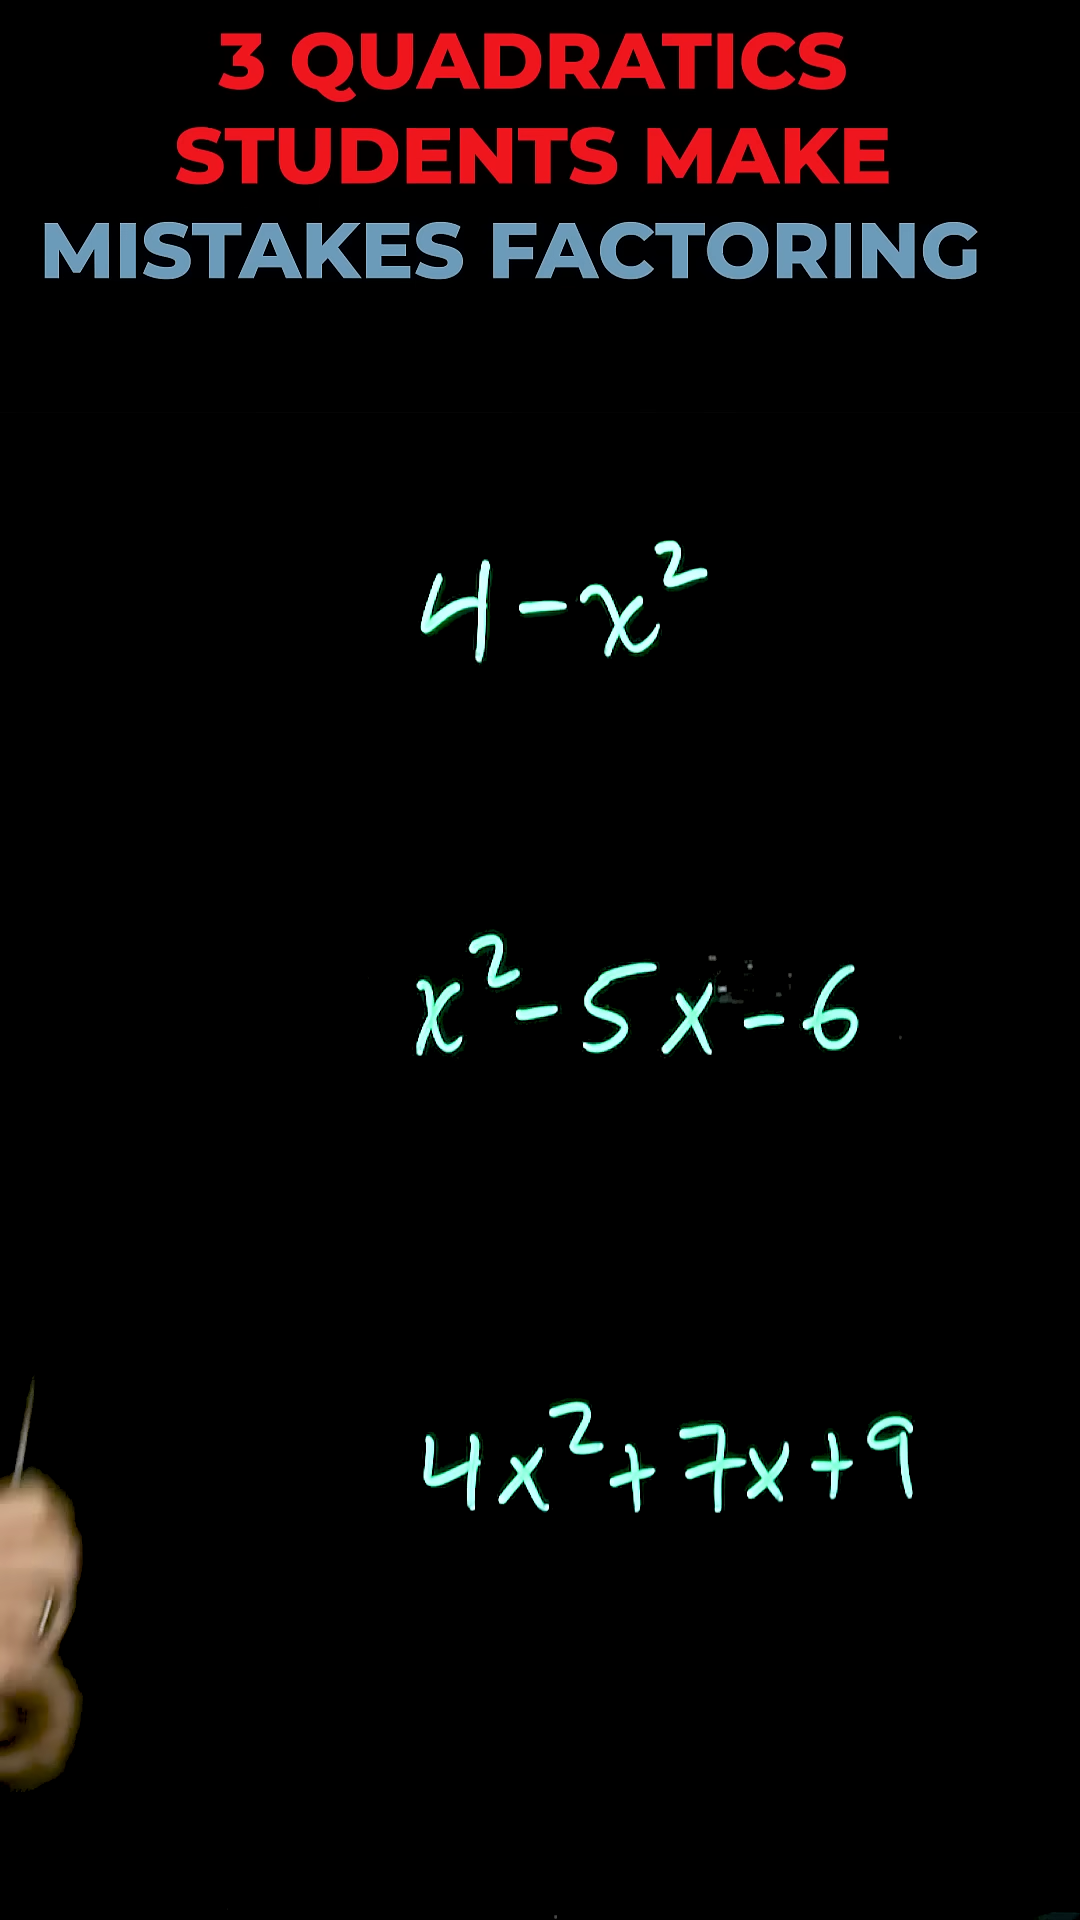 3 QUADRATICS
STUDENTS MAKE
MISTAKES FACTORING
4-x²
x²-5x-6
4x²+7x+9